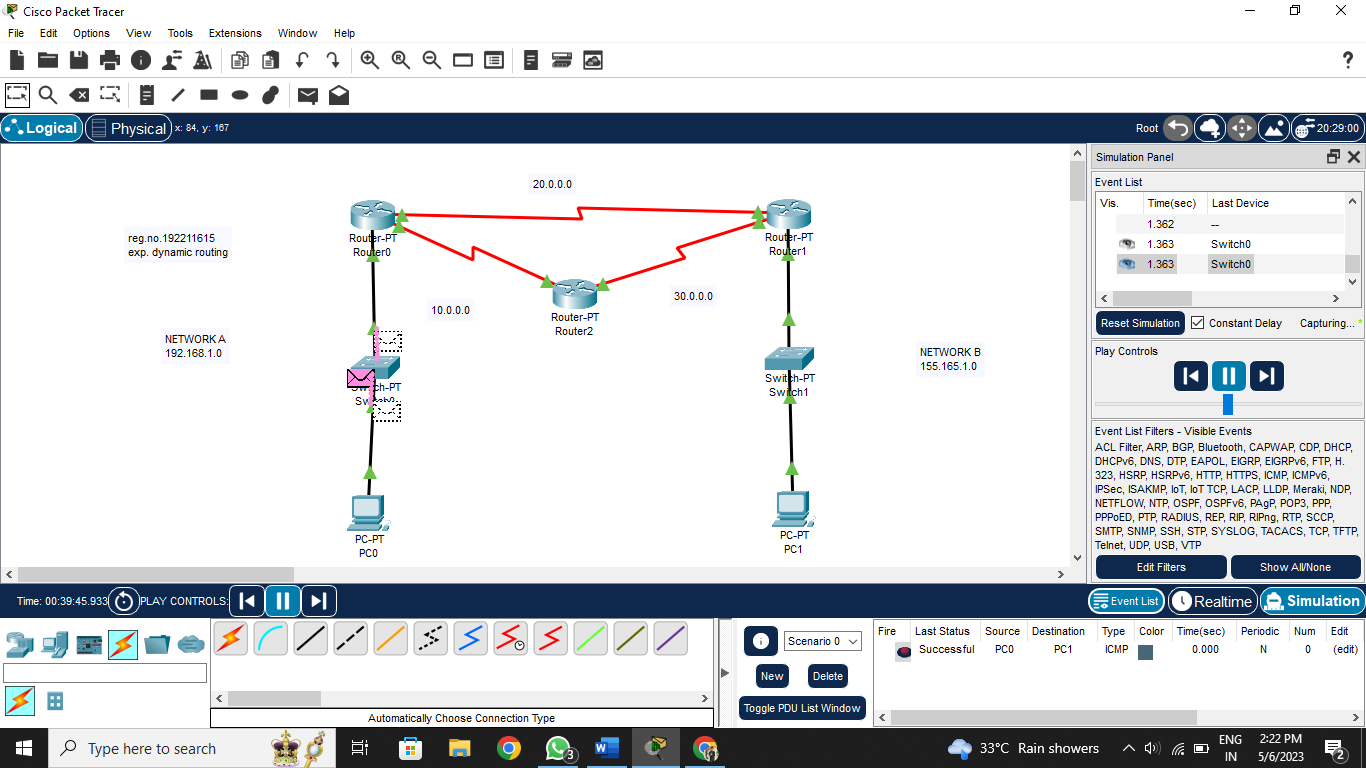 Cisco Packet Tracer
File Edit Options View Tools Extensions Window Help
?
Logical Physical x: 84, y: 167 Root 20:29:00
20.0.0.0
reg.no.192211615
exp. dynamic routing
Router-PT
Router0
Router-PT
Router1
Router-PT
Router2
10.0.0.0
30.0.0.0
NETWORK A
192.168.1.0
NETWORK B
155.165.1.0
Switch-PT
Switch0
Switch-PT
Switch1
PC-PT
PC0
PC-PT
PC1
Simulation Panel
Event List
Vis. Time(sec) Last Device
1.362 --
1.363 Switch0
1.363 Switch0
Reset Simulation Constant Delay Capturing...*
Play Controls
Event List Filters - Visible Events
ACL Filter, ARP, BGP, Bluetooth, CAPWAP, CDP, DHCP,
DHCPv6, DNS, DTP, EAPOL, EIGRP, EIGRPv6, FTP, H.
323, HSRP, HSRPv6, HTTP, HTTPS, ICMP, ICMPv6,
IPSec, ISAKMP, IoT, IoT TCP, LACP, LLDP, Meraki, NDP,
NETFLOW, NTP, OSPF, OSPFv6, PAgP, POP3, PPP,
PPPoED, PTP, RADIUS, REP, RIP, RIPng, RTP, SCCP,
SMTP, SNMP, SSH, STP, SYSLOG, TACACS, TCP, TFTP,
Telnet, UDP, USB, VTP
Edit Filters Show All/None
Time: 00:39:45.933 PLAY CONTROLS: Event List Realtime Simulation
Automatically Choose Connection Type
Scenario 0
New Delete
Toggle PDU List Window
Fire Last Status Source Destination Type Color Time(sec) Periodic Num Edit
Successful PC0 PC1 ICMP 0.000 N 0 (edit)
Type here to search
3
33°C Rain showers
ENG
IN
2:22 PM
5/6/2023
2